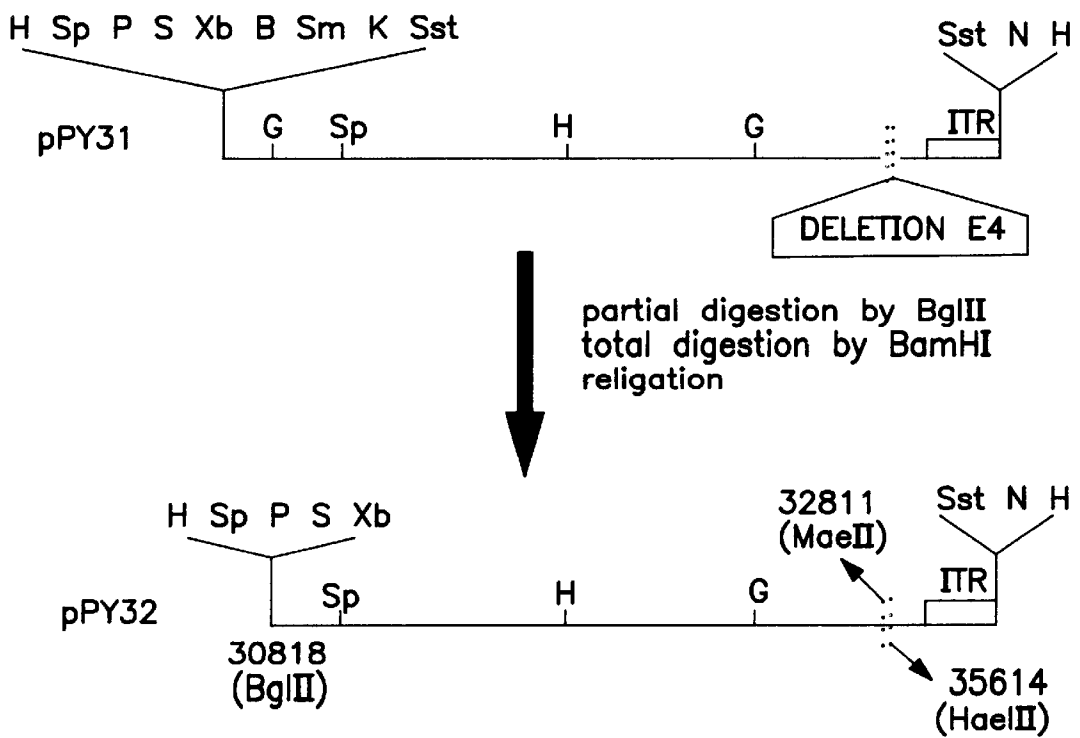 H Sp P S Xb B Sm K Sst
Sst N H
pPY31
G Sp H G ITR
DELETION E4
partial digestion by BglII
total digestion by BamHI
religation
H Sp P S Xb
32811
(MaeII)
Sst N H
pPY32
Sp H G ITR
30818
(BglII)
35614
(HaeIII)